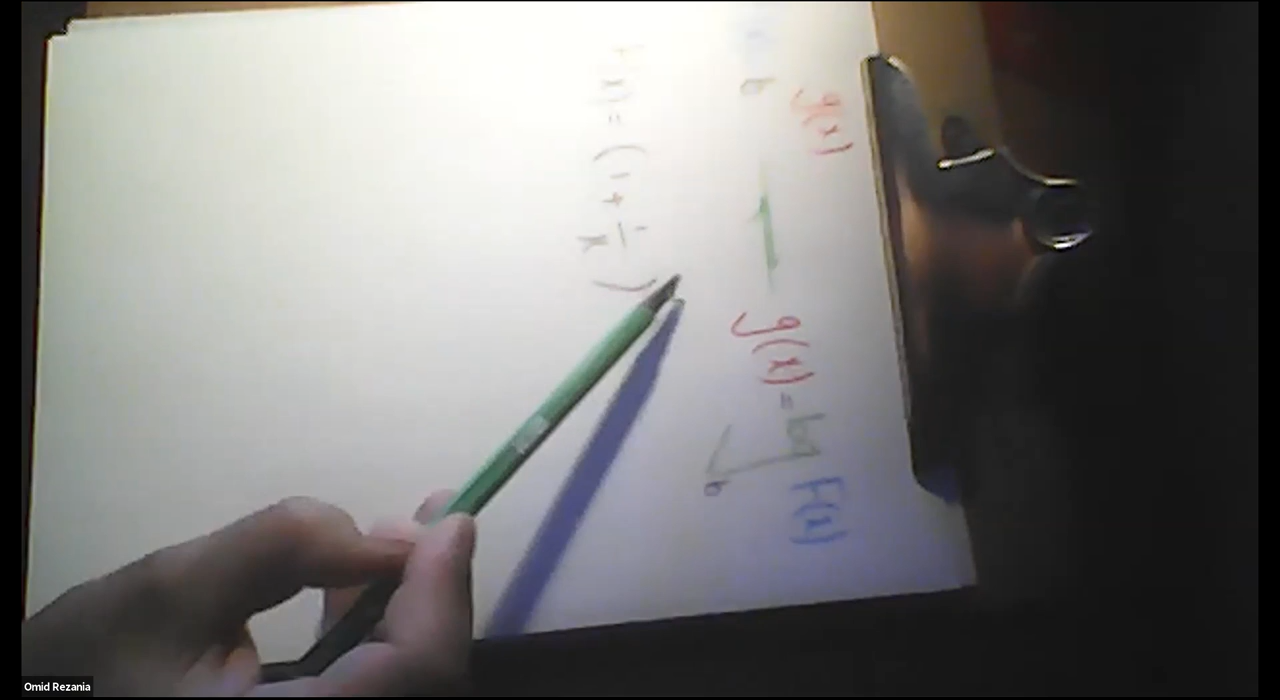 b g(x) g(x) = log b F(x)
(x) = (1 + 1/x)
Omid Rezania